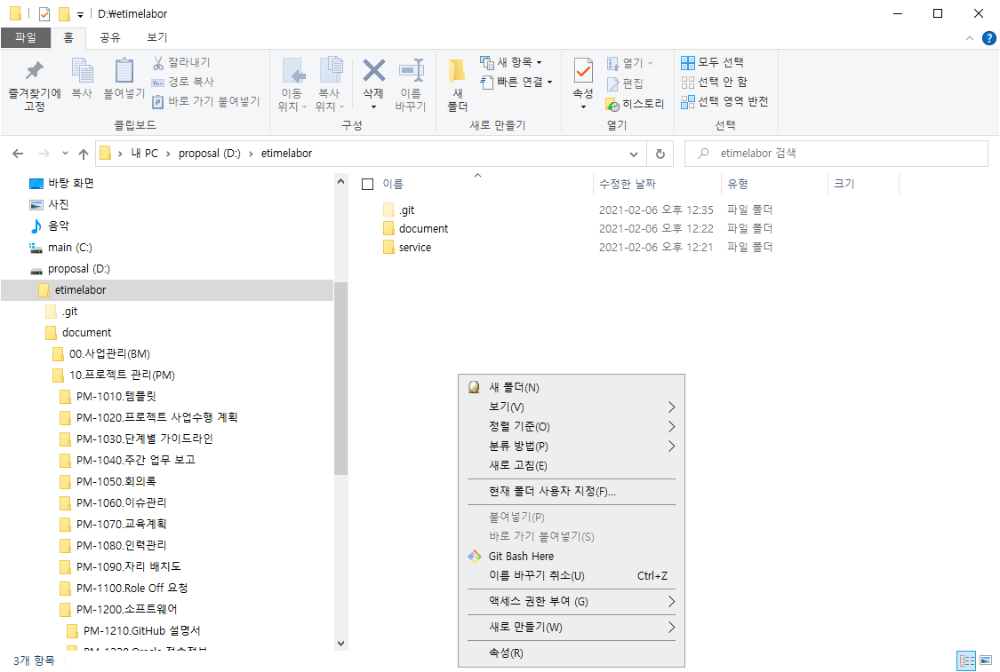 D:₩etimelabor
파일 홈 공유 보기
즐겨찾기에 고정
복사
붙여넣기
잘라내기
경로 복사
바로 가기 붙여넣기
클립보드
이동 위치
복사 위치
삭제
이름 바꾸기
구성
새 폴더
새 항목
빠른 연결
새로 만들기
속성
열기
편집
히스토리
열기
모두 선택
선택 안 함
선택 영역 반전
선택
내 PC > proposal (D:) > etimelabor
etimelabor 검색
바탕 화면
사진
음악
main (C:)
proposal (D:)
etimelabor
.git
document
00.사업관리(BM)
10.프로젝트 관리(PM)
PM-1010.템플릿
PM-1020.프로젝트 사업수행 계획
PM-1030.단계별 가이드라인
PM-1040.주간 업무 보고
PM-1050.회의록
PM-1060.이슈관리
PM-1070.교육계획
PM-1080.인력관리
PM-1090.자리 배치도
PM-1100.Role Off 요청
PM-1200.소프트웨어
PM-1210.GitHub 설명서
이름 수정한 날짜 유형 크기
.git 2021-02-06 오후 12:35 파일 폴더
document 2021-02-06 오후 12:22 파일 폴더
service 2021-02-06 오후 12:21 파일 폴더
새 폴더(N)
보기(V)
정렬 기준(O)
분류 방법(P)
새로 고침(E)
현재 폴더 사용자 지정(F)...
붙여넣기(P)
바로 가기 붙여넣기(S)
Git Bash Here
이름 바꾸기 취소(U) Ctrl+Z
액세스 권한 부여 (G)
새로 만들기(W)
속성(R)
3개 항목